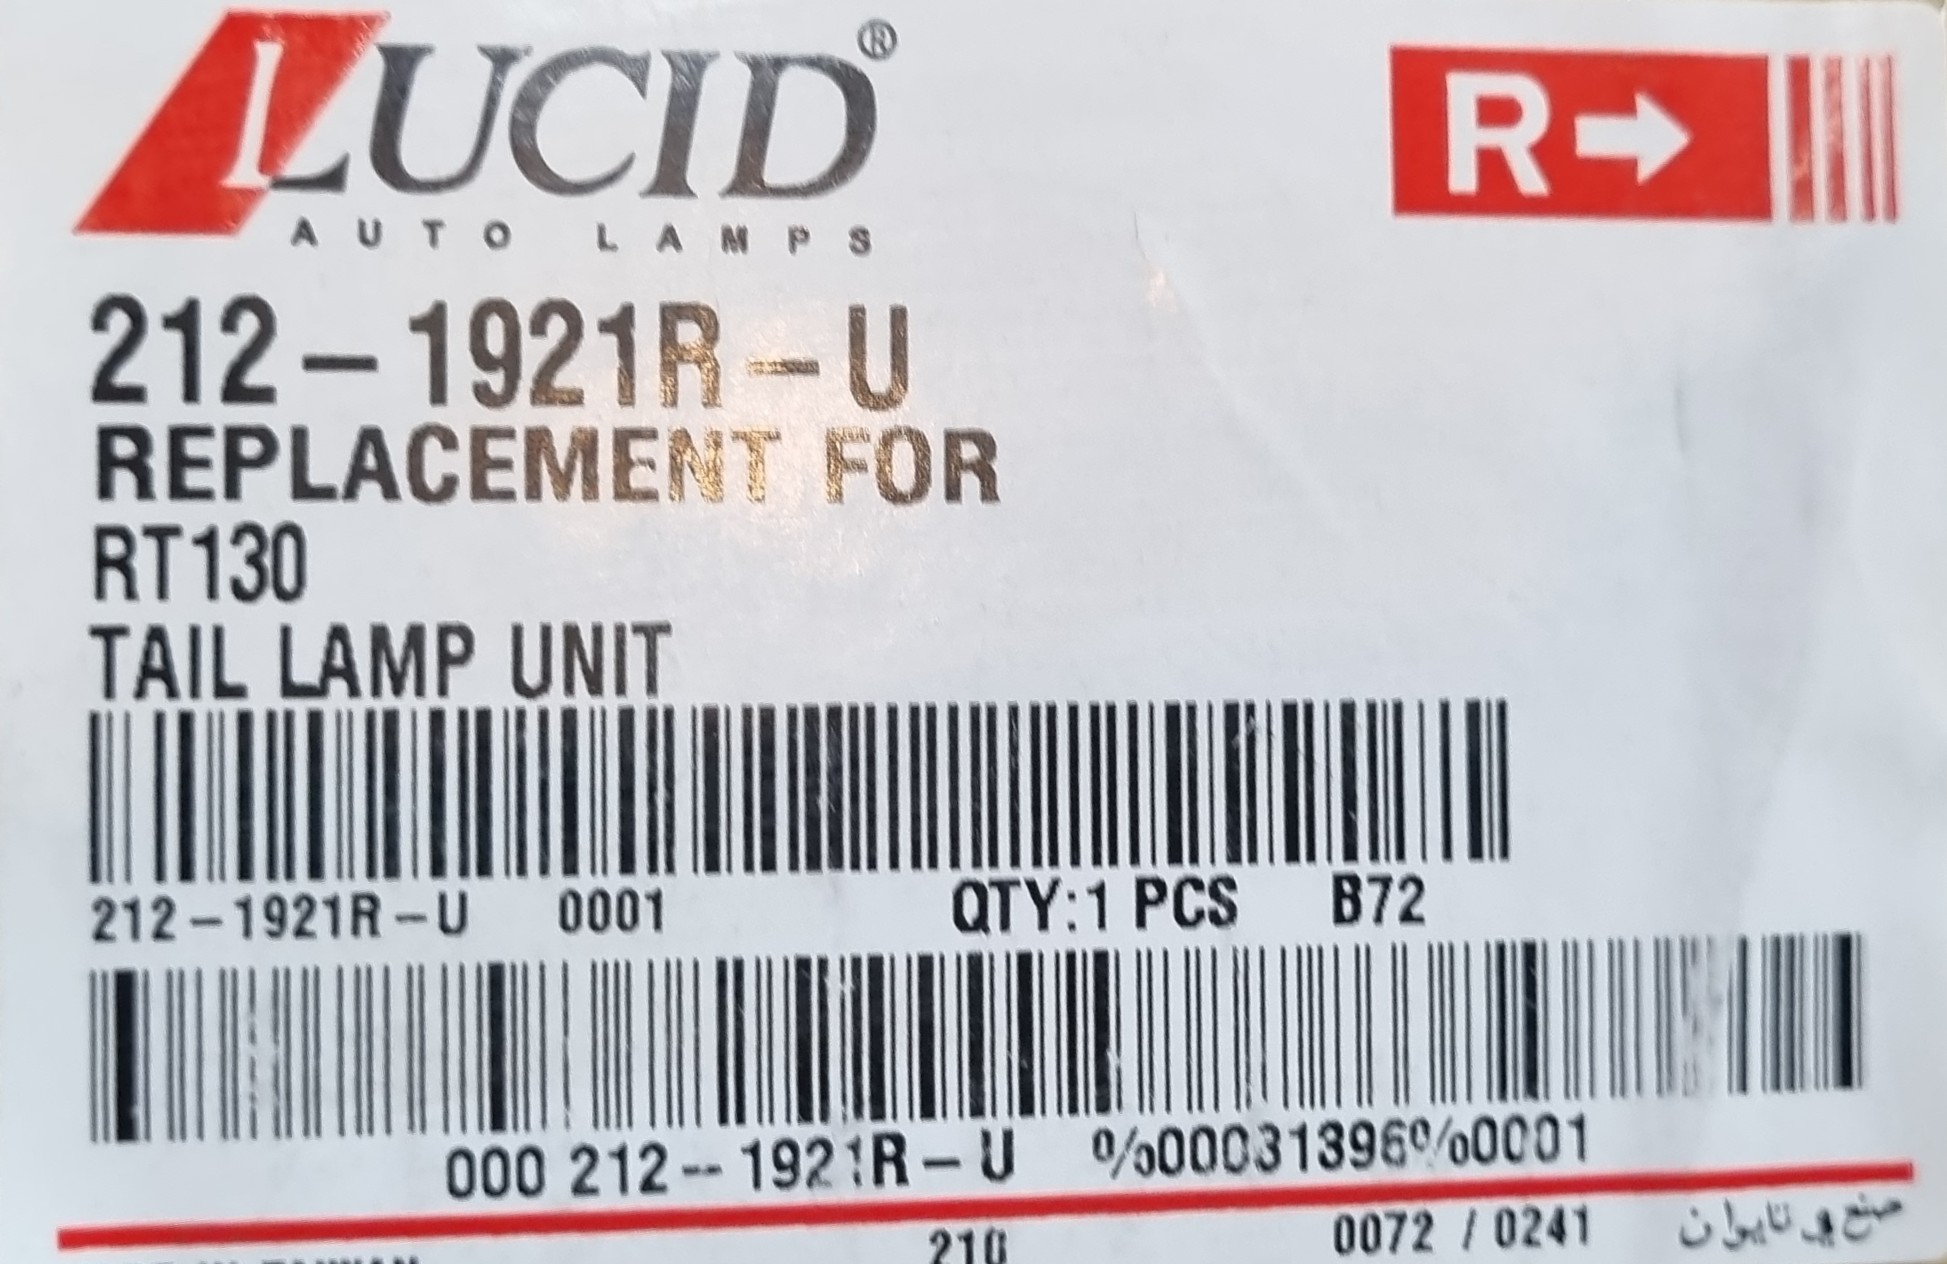 LUCID®
AUTO LAMPS
R→
212-1921R-U
REPLACEMENT FOR
RT130
TAIL LAMP UNIT
212-1921R-U 0001 QTY:1 PCS B72
000 212--1921R-U %00031396%0001
210 0072 / 0241 صنع في تايوان